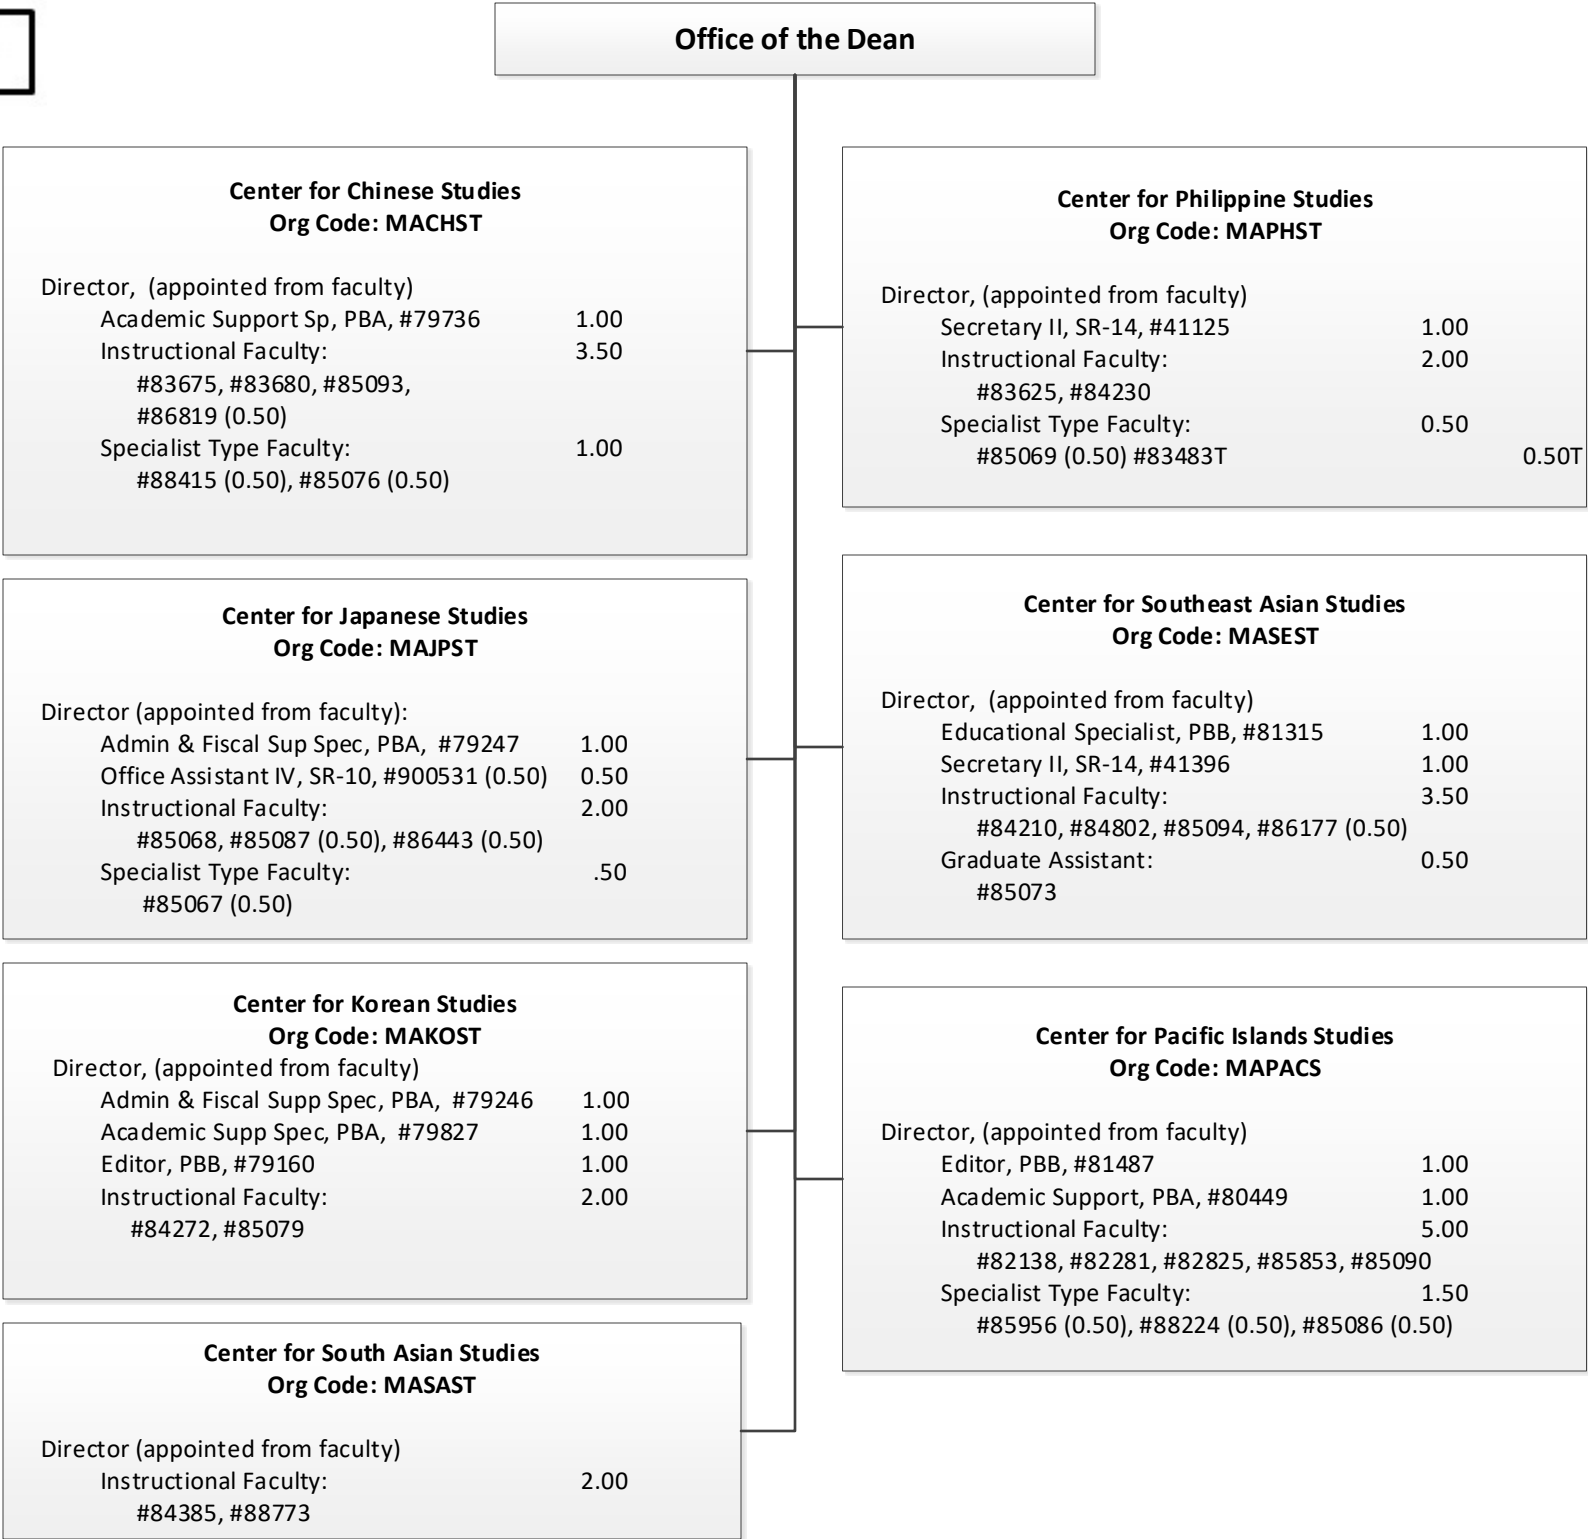 Office of the Dean
Center for Chinese Studies
Org Code: MACHST
Director, (appointed from faculty)
Academic Support Sp, PBA, #79736 1.00
Instructional Faculty: 3.50
#83675, #83680, #85093,
#86819 (0.50)
Specialist Type Faculty: 1.00
#88415 (0.50), #85076 (0.50)
Center for Japanese Studies
Org Code: MAJPST
Director (appointed from faculty):
Admin & Fiscal Sup Spec, PBA, #79247 1.00
Office Assistant IV, SR-10, #900531 (0.50) 0.50
Instructional Faculty: 2.00
#85068, #85087 (0.50), #86443 (0.50)
Specialist Type Faculty: .50
#85067 (0.50)
Center for Korean Studies
Org Code: MAKOST
Director, (appointed from faculty)
Admin & Fiscal Supp Spec, PBA, #79246 1.00
Academic Supp Spec, PBA, #79827 1.00
Editor, PBB, #79160 1.00
Instructional Faculty: 2.00
#84272, #85079
Center for South Asian Studies
Org Code: MASAST
Director (appointed from faculty)
Instructional Faculty: 2.00
#84385, #88773
Center for Philippine Studies
Org Code: MAPHST
Director, (appointed from faculty)
Secretary II, SR-14, #41125 1.00
Instructional Faculty: 2.00
#83625, #84230
Specialist Type Faculty: 0.50
#85069 (0.50) #83483T 0.50T
Center for Southeast Asian Studies
Org Code: MASEST
Director, (appointed from faculty)
Educational Specialist, PBB, #81315 1.00
Secretary II, SR-14, #41396 1.00
Instructional Faculty: 3.50
#84210, #84802, #85094, #86177 (0.50)
Graduate Assistant: 0.50
#85073
Center for Pacific Islands Studies
Org Code: MAPACS
Director, (appointed from faculty)
Editor, PBB, #81487 1.00
Academic Support, PBA, #80449 1.00
Instructional Faculty: 5.00
#82138, #82281, #82825, #85853, #85090
Specialist Type Faculty: 1.50
#85956 (0.50), #88224 (0.50), #85086 (0.50)